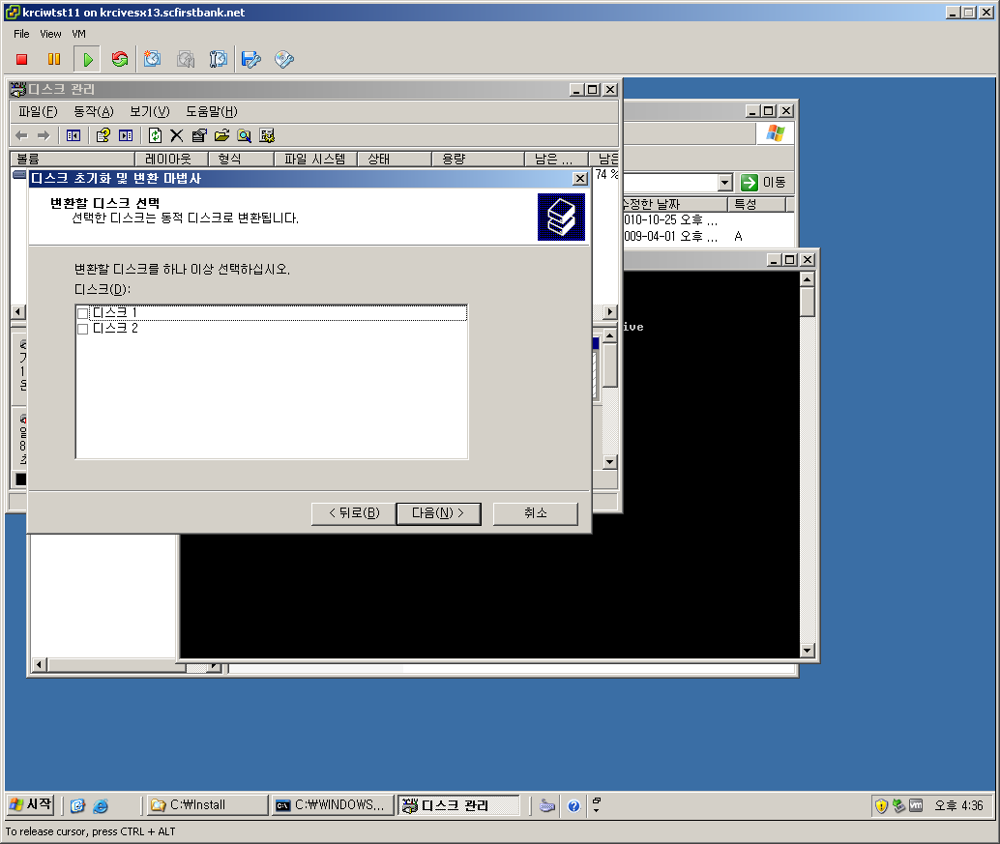 krciwtst11 on krcivesx13.scfirstbank.net
File View VM
디스크 관리
파일(F) 동작(A) 보기(V) 도움말(H)
볼륨 레이아웃 형식 파일 시스템 상태 용량 남은 ... 남은
74 %
이동
수정한 날짜 특성
010-10-25 오후 ...
009-04-01 오후 ... A
디스크 초기화 및 변환 마법사
변환할 디스크 선택
선택한 디스크는 동적 디스크로 변환됩니다.
변환할 디스크를 하나 이상 선택하십시오.
디스크(D):
디스크 1
디스크 2
ive
< 뒤로(B) 다음(N) > 취소
시작 C:₩Install C:₩WINDOWS... 디스크 관리 오후 4:36
To release cursor, press CTRL + ALT